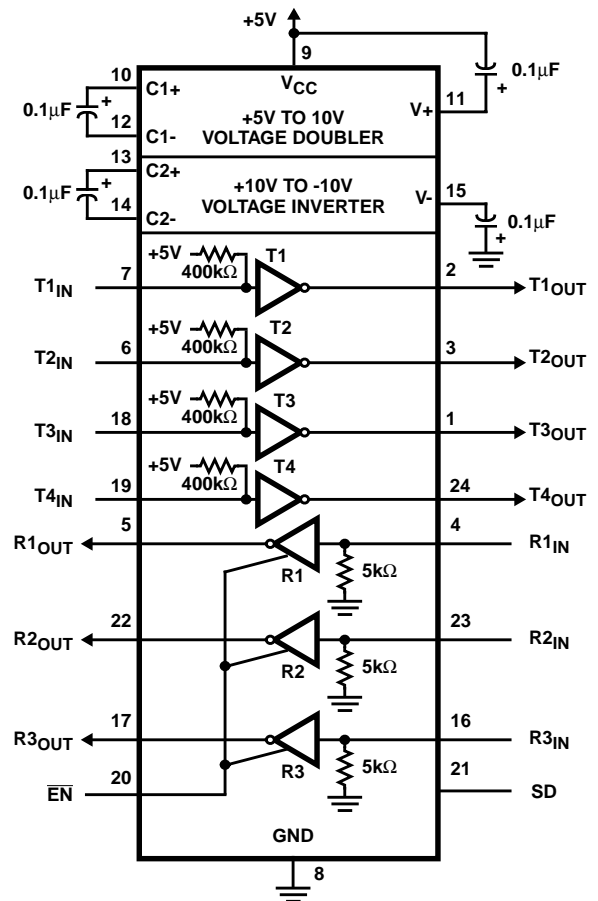 +5V
9
VCC
10
C1+
0.1µF
+
12
C1-
+5V TO 10V
VOLTAGE DOUBLER
V+
11
+
0.1µF
13
C2+
0.1µF
+
14
C2-
+10V TO -10V
VOLTAGE INVERTER
V-
15
0.1µF
+
T1IN
7
+5V
400kΩ
T1
2
T1OUT
T2IN
6
+5V
400kΩ
T2
3
T2OUT
T3IN
18
+5V
400kΩ
T3
1
T3OUT
T4IN
19
+5V
400kΩ
T4
24
T4OUT
R1OUT
5
R1
5kΩ
4
R1IN
R2OUT
22
R2
5kΩ
23
R2IN
R3OUT
17
R3
5kΩ
16
R3IN
E̅N̅
20
21
SD
GND
8